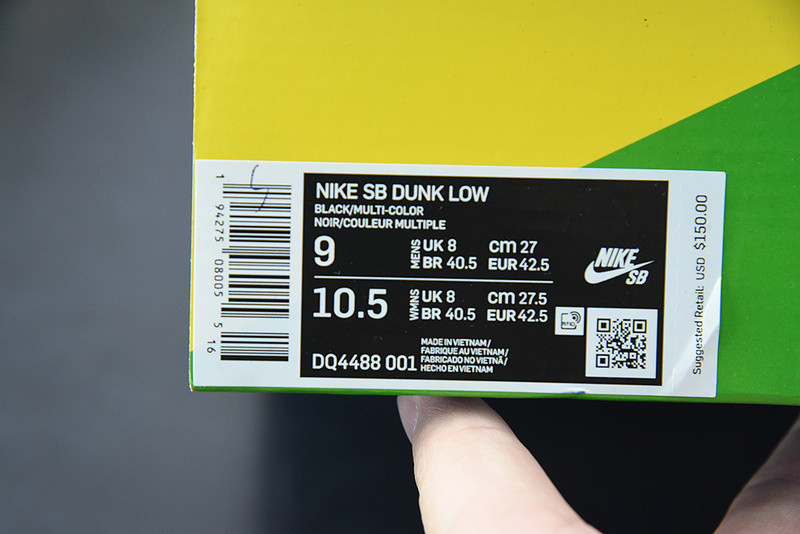 1 94275 08005 5 16
NIKE SB DUNK LOW
BLACK/MULTI-COLOR
NOIR/COULEUR MULTIPLE
9 MENS UK 8 cm 27
BR 40.5 EUR 42.5
10.5 WMNS UK 8 cm 27.5
BR 40.5 EUR 42.5
DQ4488 001
MADE IN VIETNAM/
FABRIQUE AU VIETNAM/
FABRICADO NO VIETNÃ/
HECHO EN VIETNAM
NIKE
SB
Suggested Retail: USD $150.00